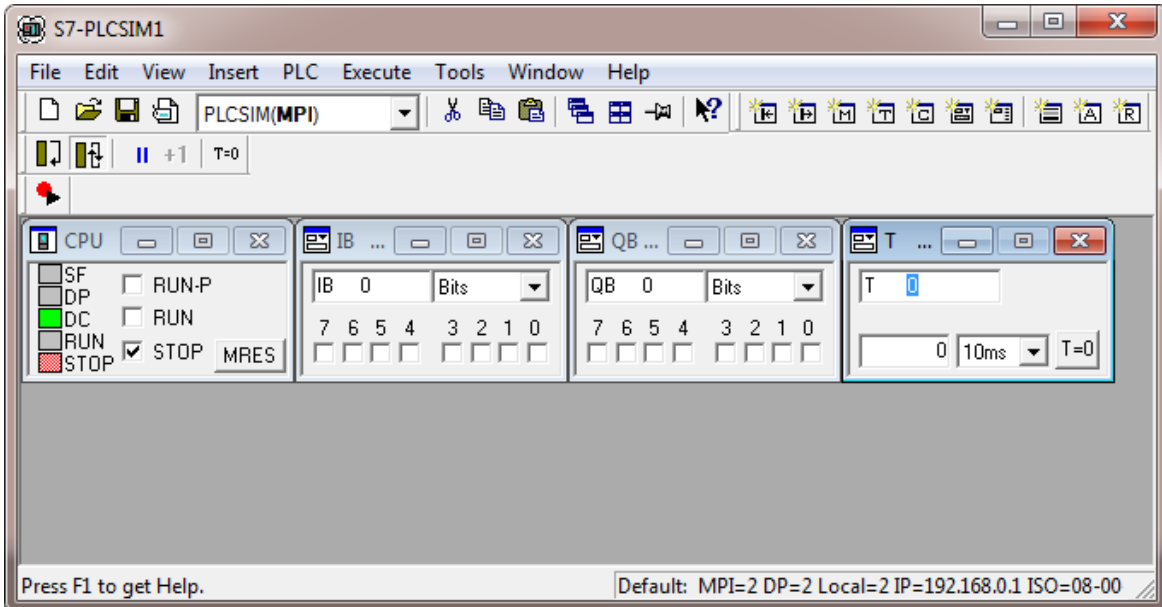 S7-PLCSIM1
File Edit View Insert PLC Execute Tools Window Help
PLCSIM(MPI)
+1 T=0
CPU
IB ...
QB ...
T ...
SF
DP
DC
RUN
STOP
RUN-P
RUN
STOP
MRES
IB 0 Bits
7 6 5 4 3 2 1 0
QB 0 Bits
7 6 5 4 3 2 1 0
T 0
0 10ms T=0
Press F1 to get Help.
Default: MPI=2 DP=2 Local=2 IP=192.168.0.1 ISO=08-00